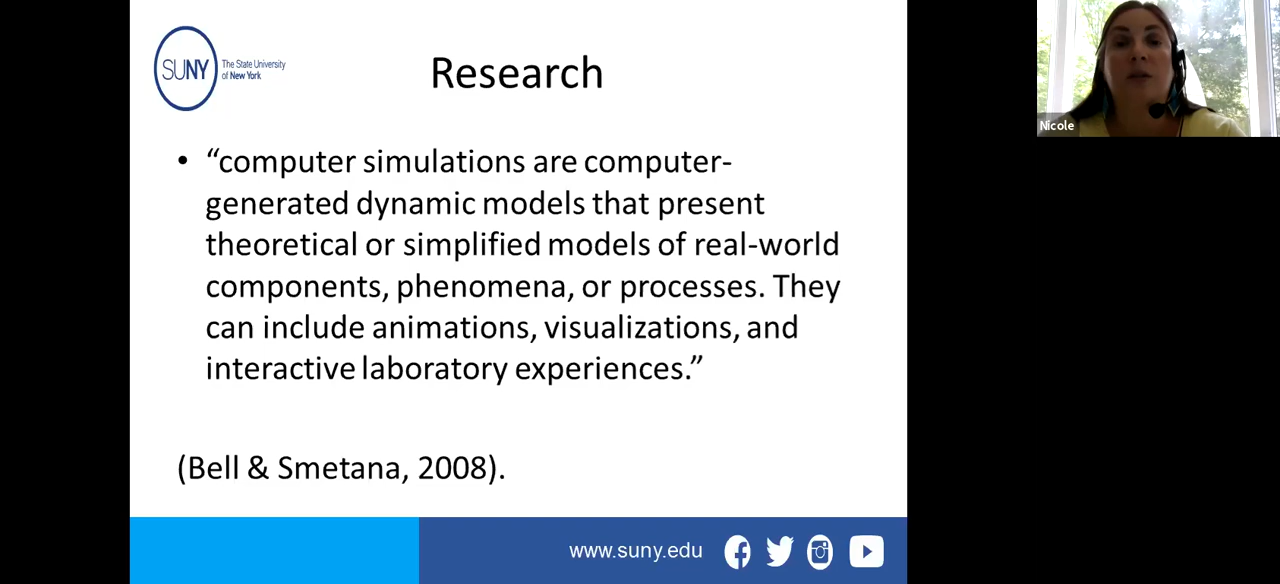 SUNY
The State University
of New York
Research
• “computer simulations are computer-
generated dynamic models that present
theoretical or simplified models of real-world
components, phenomena, or processes. They
can include animations, visualizations, and
interactive laboratory experiences.”
(Bell & Smetana, 2008).
www.suny.edu
Nicole